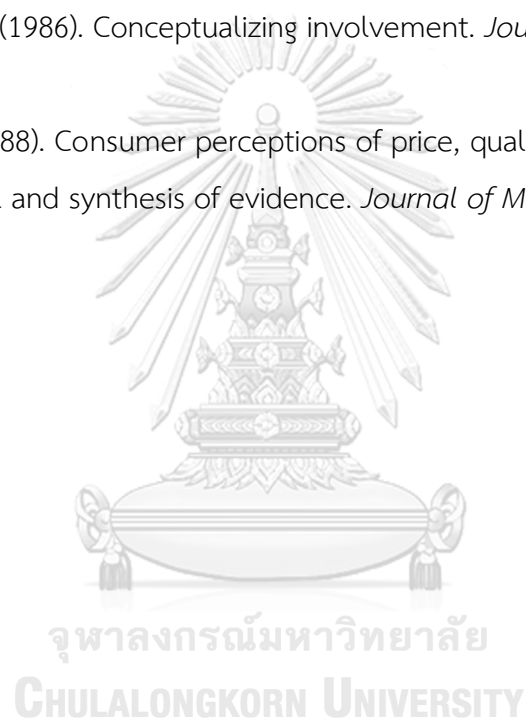 (1986). Conceptualizing involvement. Jou
88). Consumer perceptions of price, qual
and synthesis of evidence. Journal of M
จุฬาลงกรณ์มหาวิทยาลัย
CHULALONGKORN UNIVERSITY